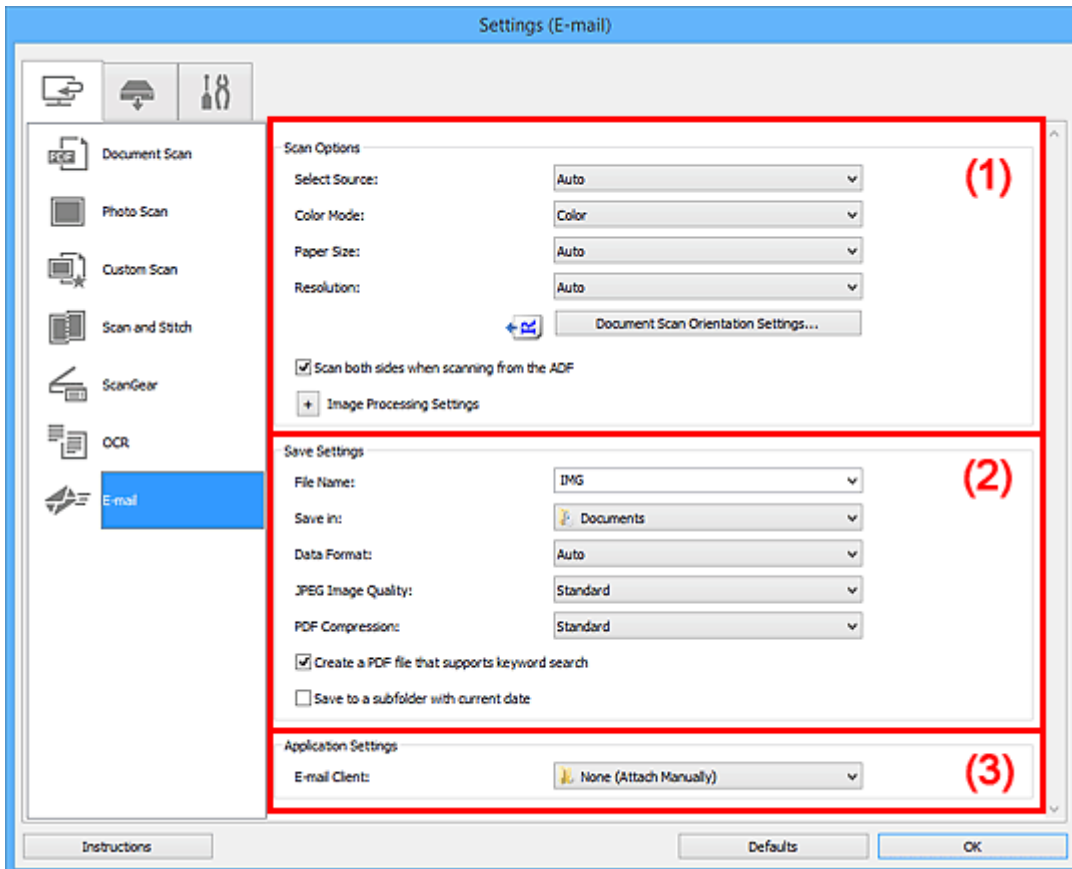 Settings (E-mail)
Document Scan
Photo Scan
Custom Scan
Scan and Stitch
ScanGear
OCR
E-mail
Scan Options
(1)
Select Source: Auto
Color Mode: Color
Paper Size: Auto
Resolution: Auto
R Document Scan Orientation Settings...
Scan both sides when scanning from the ADF
+ Image Processing Settings
Save Settings
(2)
File Name: IMG
Save in: Documents
Data Format: Auto
JPEG Image Quality: Standard
PDF Compression: Standard
Create a PDF file that supports keyword search
Save to a subfolder with current date
Application Settings
(3)
E-mail Client: None (Attach Manually)
Instructions Defaults OK